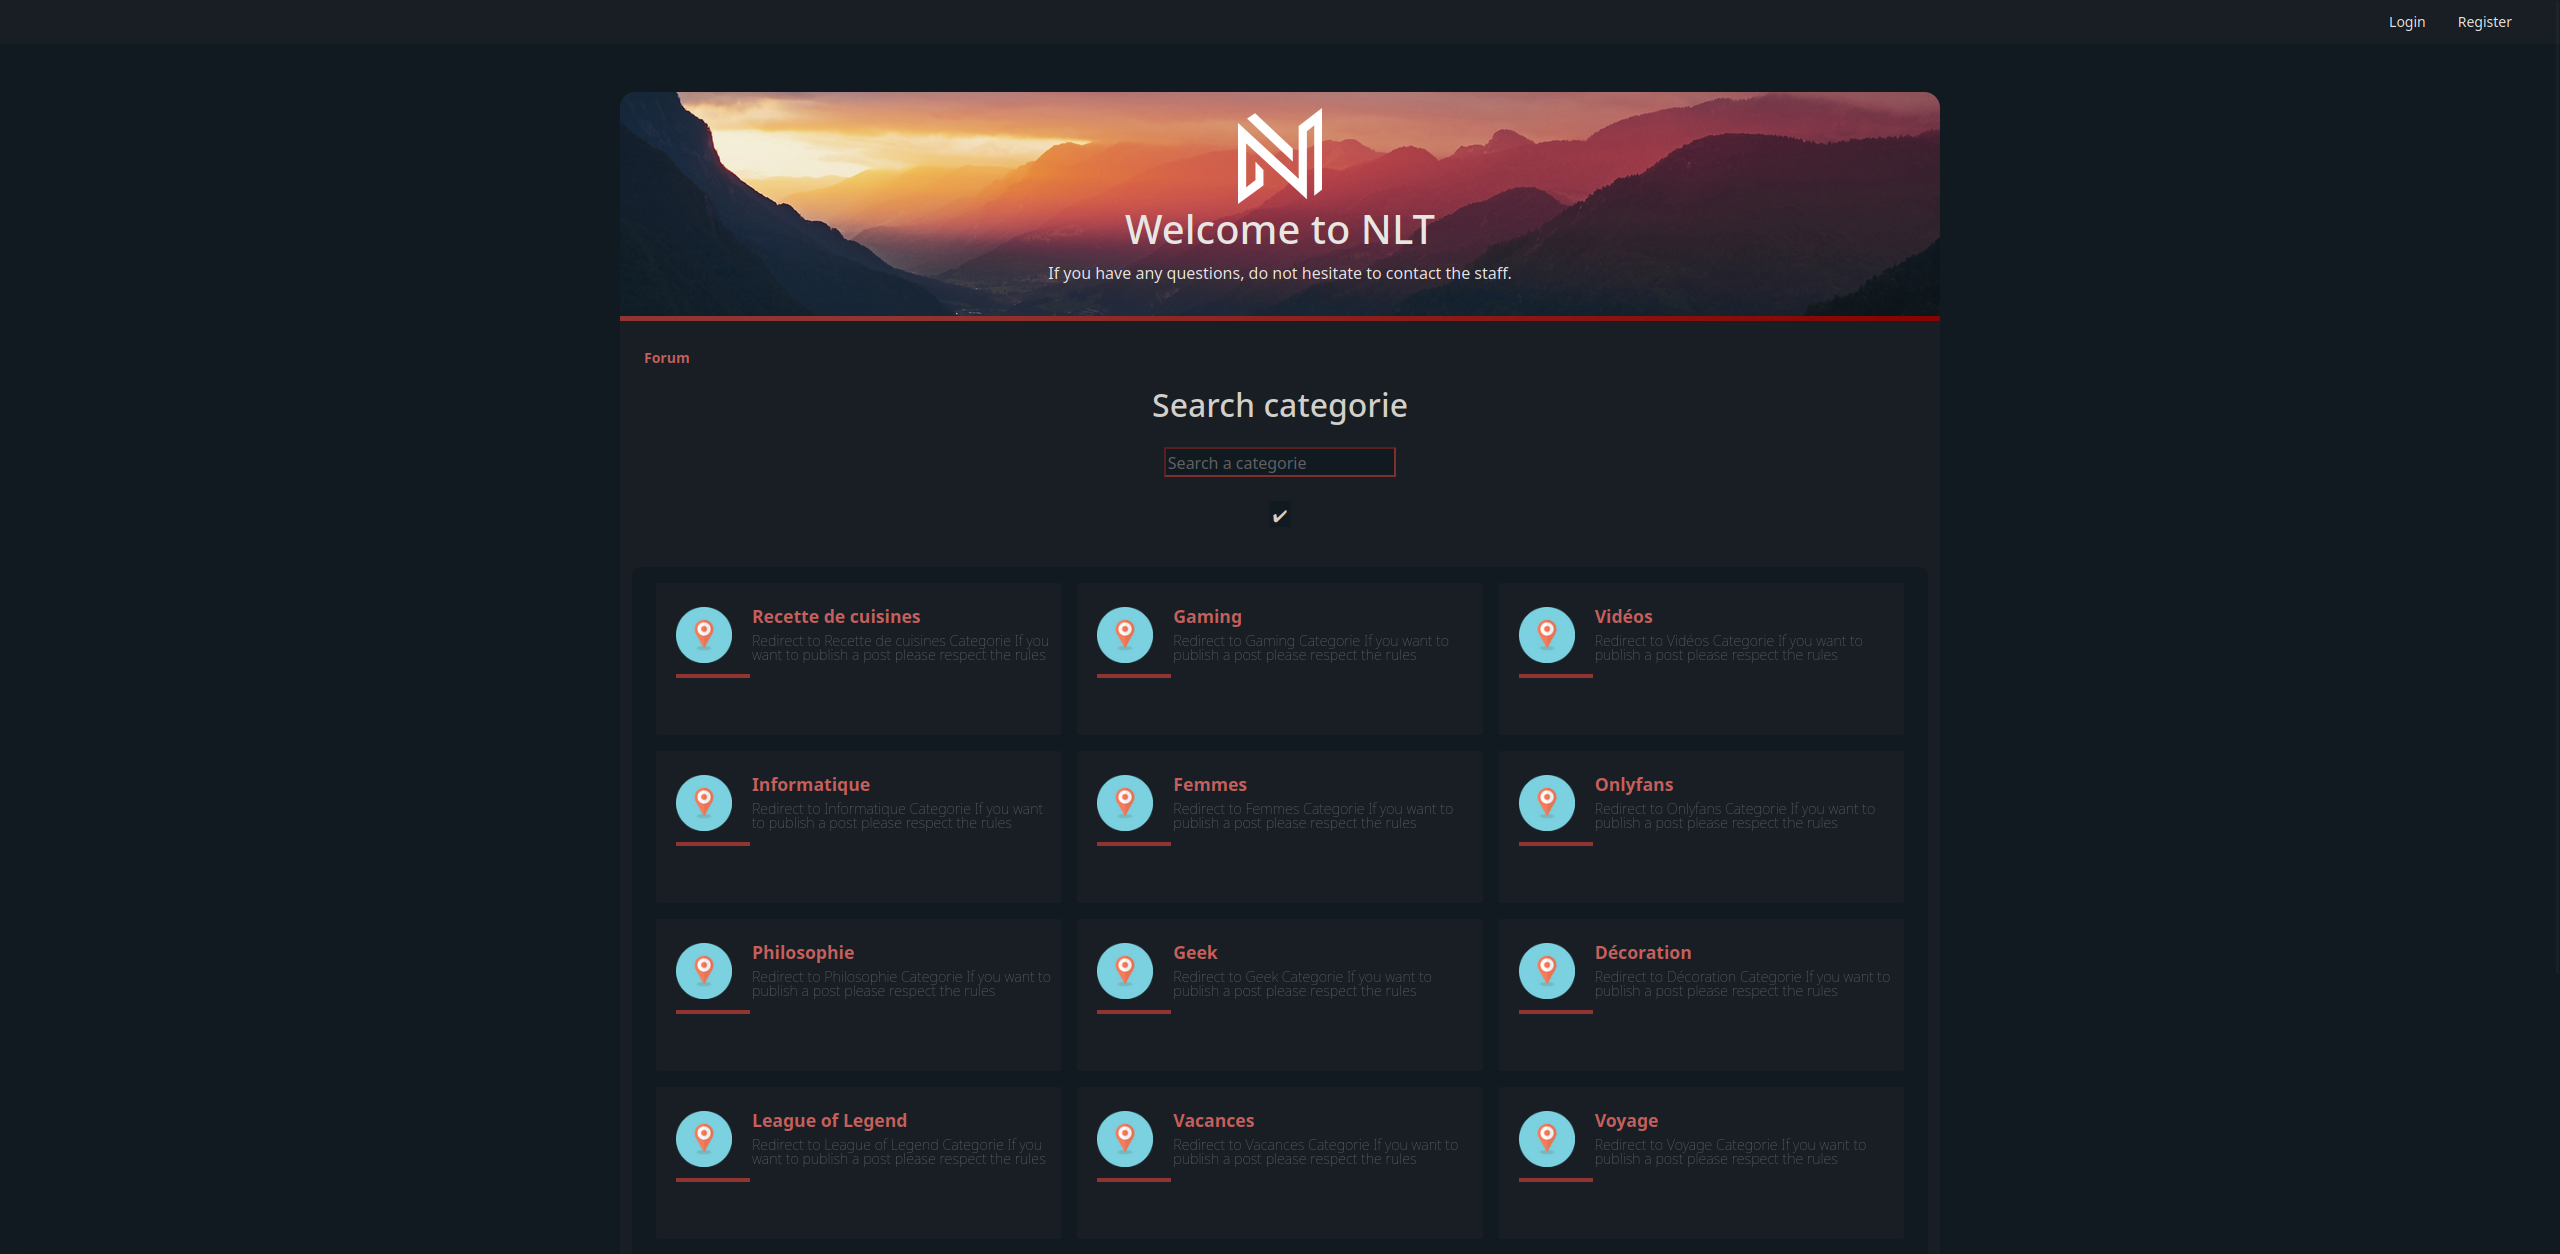 Login Register
Welcome to NLT
If you have any questions, do not hesitate to contact the staff.
Forum
Search categorie
Search a categorie
Recette de cuisines
Redirect to Recette de cuisines Categorie If you
want to publish a post please respect the rules
Gaming
Redirect to Gaming Categorie If you want to
publish a post please respect the rules
Vidéos
Redirect to Vidéos Categorie If you want to
publish a post please respect the rules
Informatique
Redirect to Informatique Categorie If you want
to publish a post please respect the rules
Femmes
Redirect to Femmes Categorie If you want to
publish a post please respect the rules
Onlyfans
Redirect to Onlyfans Categorie If you want to
publish a post please respect the rules
Philosophie
Redirect to Philosophie Categorie If you want to
publish a post please respect the rules
Geek
Redirect to Geek Categorie If you want to
publish a post please respect the rules
Décoration
Redirect to Décoration Categorie If you want to
publish a post please respect the rules
League of Legend
Redirect to League of Legend Categorie If you
want to publish a post please respect the rules
Vacances
Redirect to Vacances Categorie If you want to
publish a post please respect the rules
Voyage
Redirect to Voyage Categorie If you want to
publish a post please respect the rules